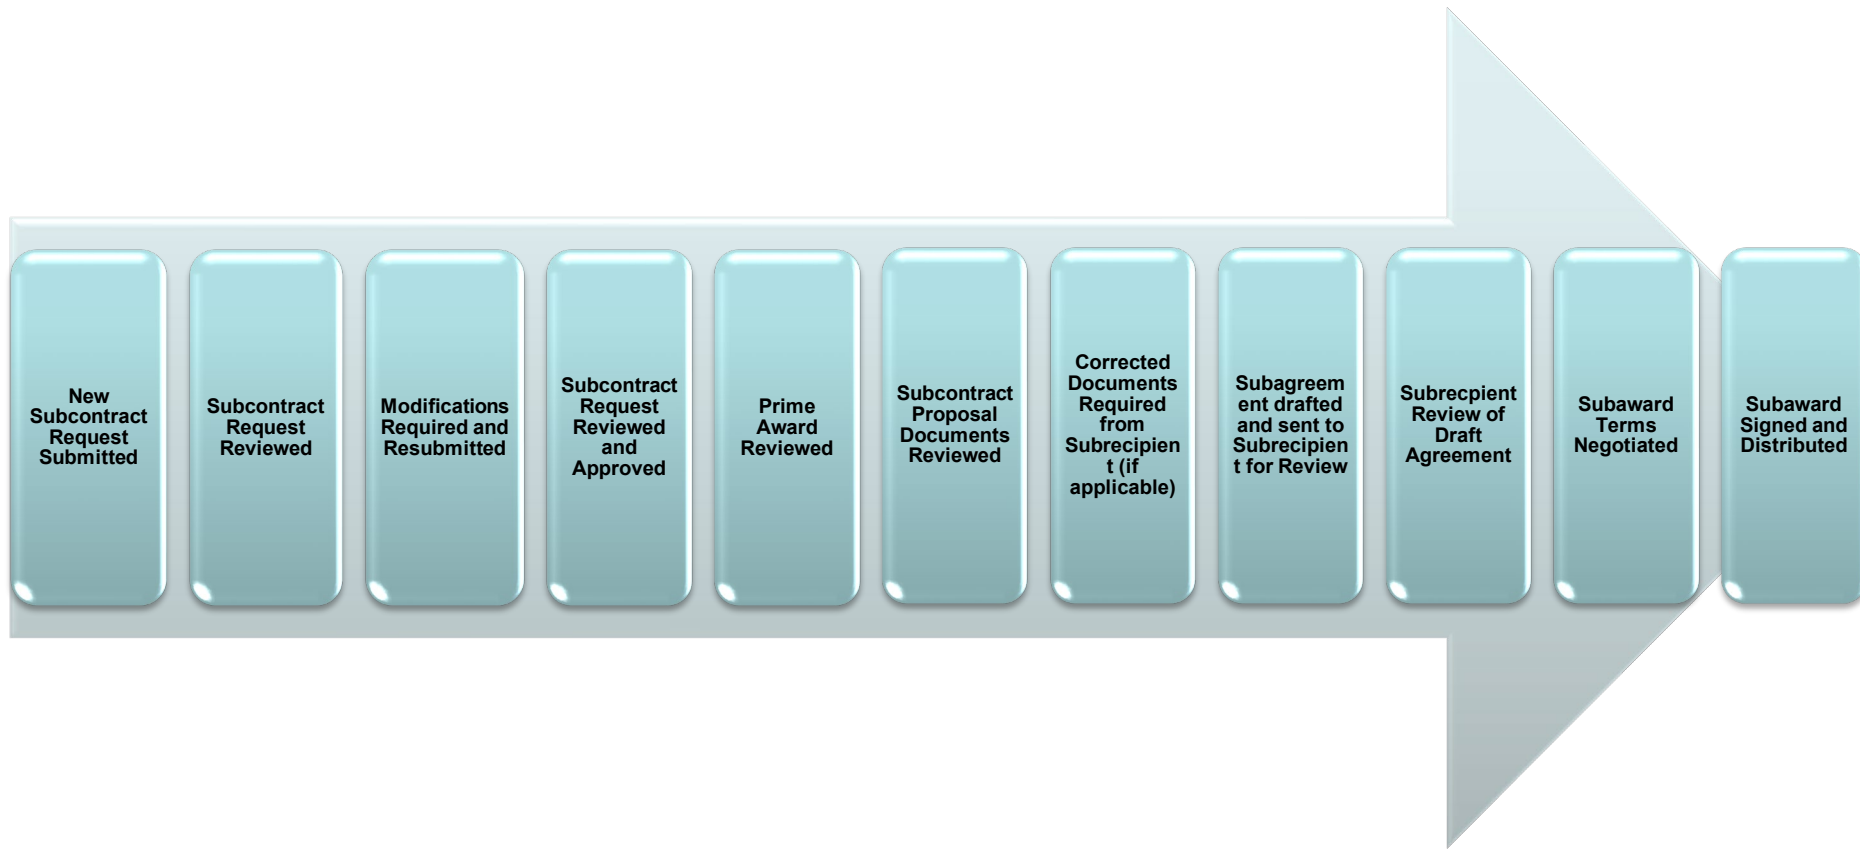 New
Subcontract
Request
Submitted
Subcontract
Request
Reviewed
Modifications
Required and
Resubmitted
Subcontract
Request
Reviewed
and
Approved
Prime
Award
Reviewed
Subcontract
Proposal
Documents
Reviewed
Corrected
Documents
Required
from
Subrecipien
t (if
applicable)
Subagreem
ent drafted
and sent to
Subrecipien
t for Review
Subrecpient
Review of
Draft
Agreement
Subaward
Terms
Negotiated
Subaward
Signed and
Distributed